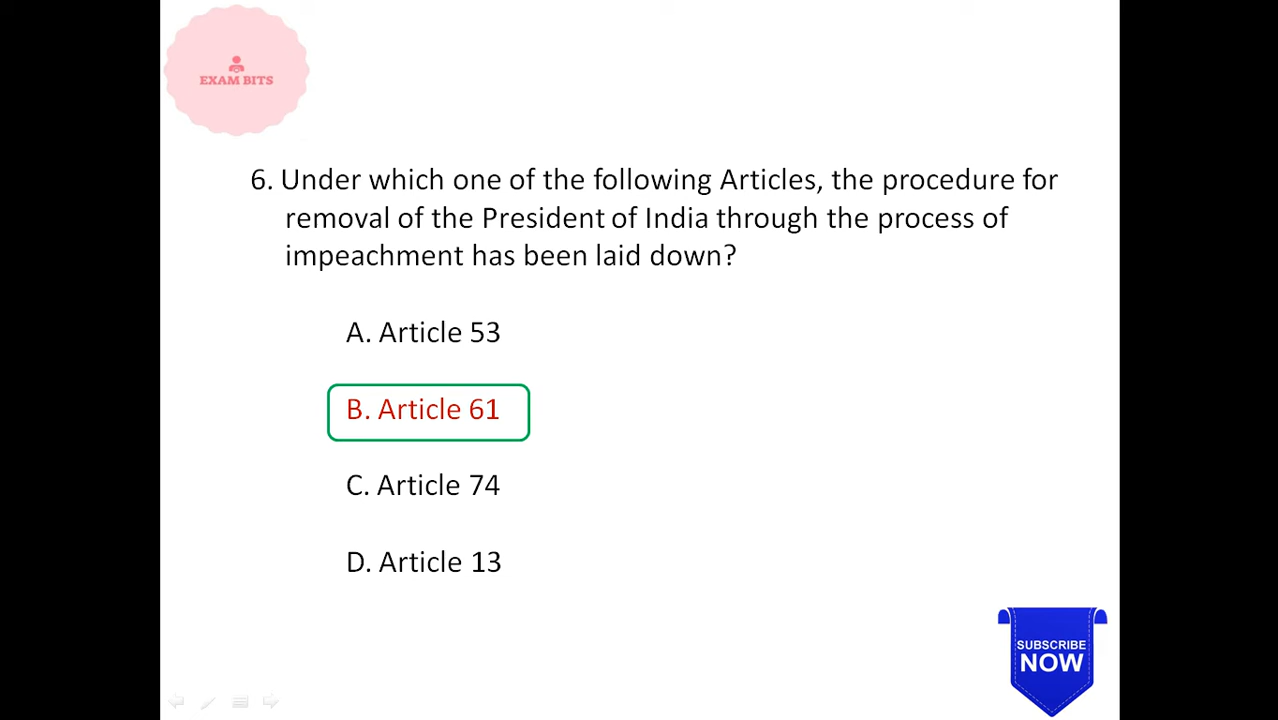 EXAM BITS
6. Under which one of the following Articles, the procedure for
removal of the President of India through the process of
impeachment has been laid down?
A. Article 53
B. Article 61
C. Article 74
D. Article 13
SUBSCRIBE
NOW